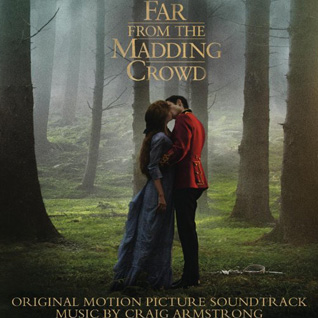 FAR
FROM THE
MADDING
CROWD
ORIGINAL MOTION PICTURE SOUNDTRACK
MUSIC BY CRAIG ARMSTRONG